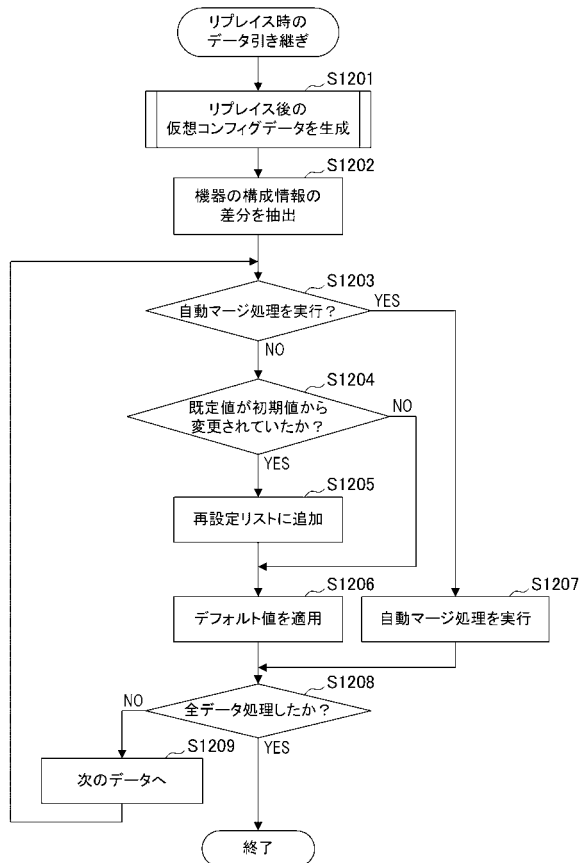 リプレイス時の
データ引き継ぎ
S1201
リプレイス後の
仮想コンフィグデータを生成
S1202
機器の構成情報の
差分を抽出
S1203
自動マージ処理を実行？
YES
NO
S1204
既定値が初期値から
変更されていたか？
NO
YES
S1205
再設定リストに追加
S1206
デフォルト値を適用
S1207
自動マージ処理を実行
S1208
全データ処理したか？
NO
YES
S1209
次のデータへ
終了